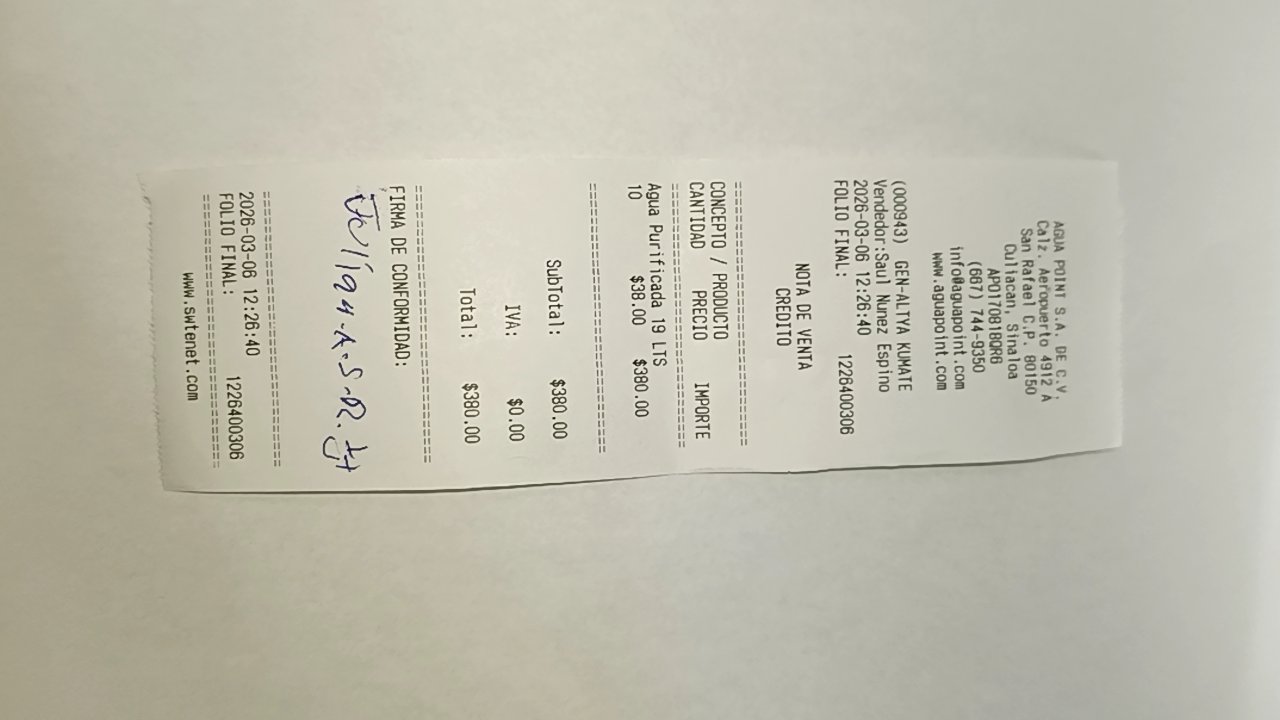 AGUA POINT S.A. DE C.V.
Calz. Aeropuerto 4912 A
San Rafael C.P. 80150
Culiacan, Sinaloa
APO170818QR6
(667) 744-9350
info@aguapoint.com
www.aguapoint.com
NOTA DE VENTA
CREDITO
(000943) GEN-ALTYA KUMATE
Vendedor:Saul Nunez Espino
2026-03-06 12:26:40
FOLIO FINAL: 1226400306
CONCEPTO / PRODUCTO
CANTIDAD PRECIO IMPORTE
Agua Purificada 19 LTS
10 $38.00 $380.00
SubTotal: $380.00
IVA: $0.00
Total: $380.00
FIRMA DE CONFORMIDAD:
2026-03-06 12:26:40
FOLIO FINAL: 1226400306
www.swtenet.com